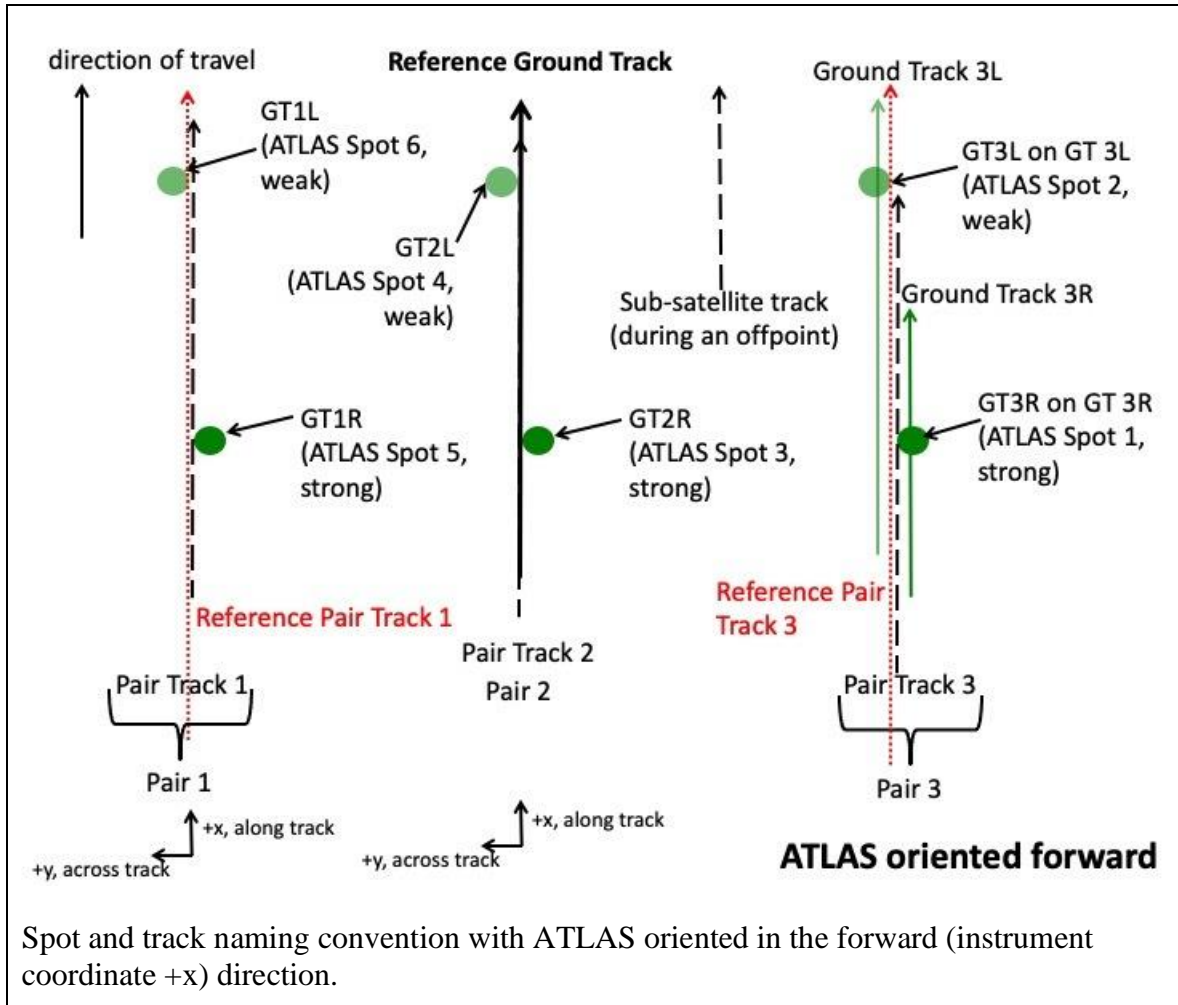 direction of travel
Reference Ground Track
Ground Track 3L
GT1L
(ATLAS Spot 6,
weak)
GT2L
(ATLAS Spot 4,
weak)
Sub-satellite track
(during an offpoint)
GT3L on GT 3L
(ATLAS Spot 2,
weak)
Ground Track 3R
GT1R
(ATLAS Spot 5,
strong)
GT2R
(ATLAS Spot 3,
strong)
GT3R on GT 3R
(ATLAS Spot 1,
strong)
Reference Pair Track 1
Reference Pair
Track 3
Pair Track 1
Pair 1
Pair Track 2
Pair 2
Pair Track 3
Pair 3
+x, along track
+y, across track
+x, along track
+y, across track
ATLAS oriented forward
Spot and track naming convention with ATLAS oriented in the forward (instrument
coordinate +x) direction.